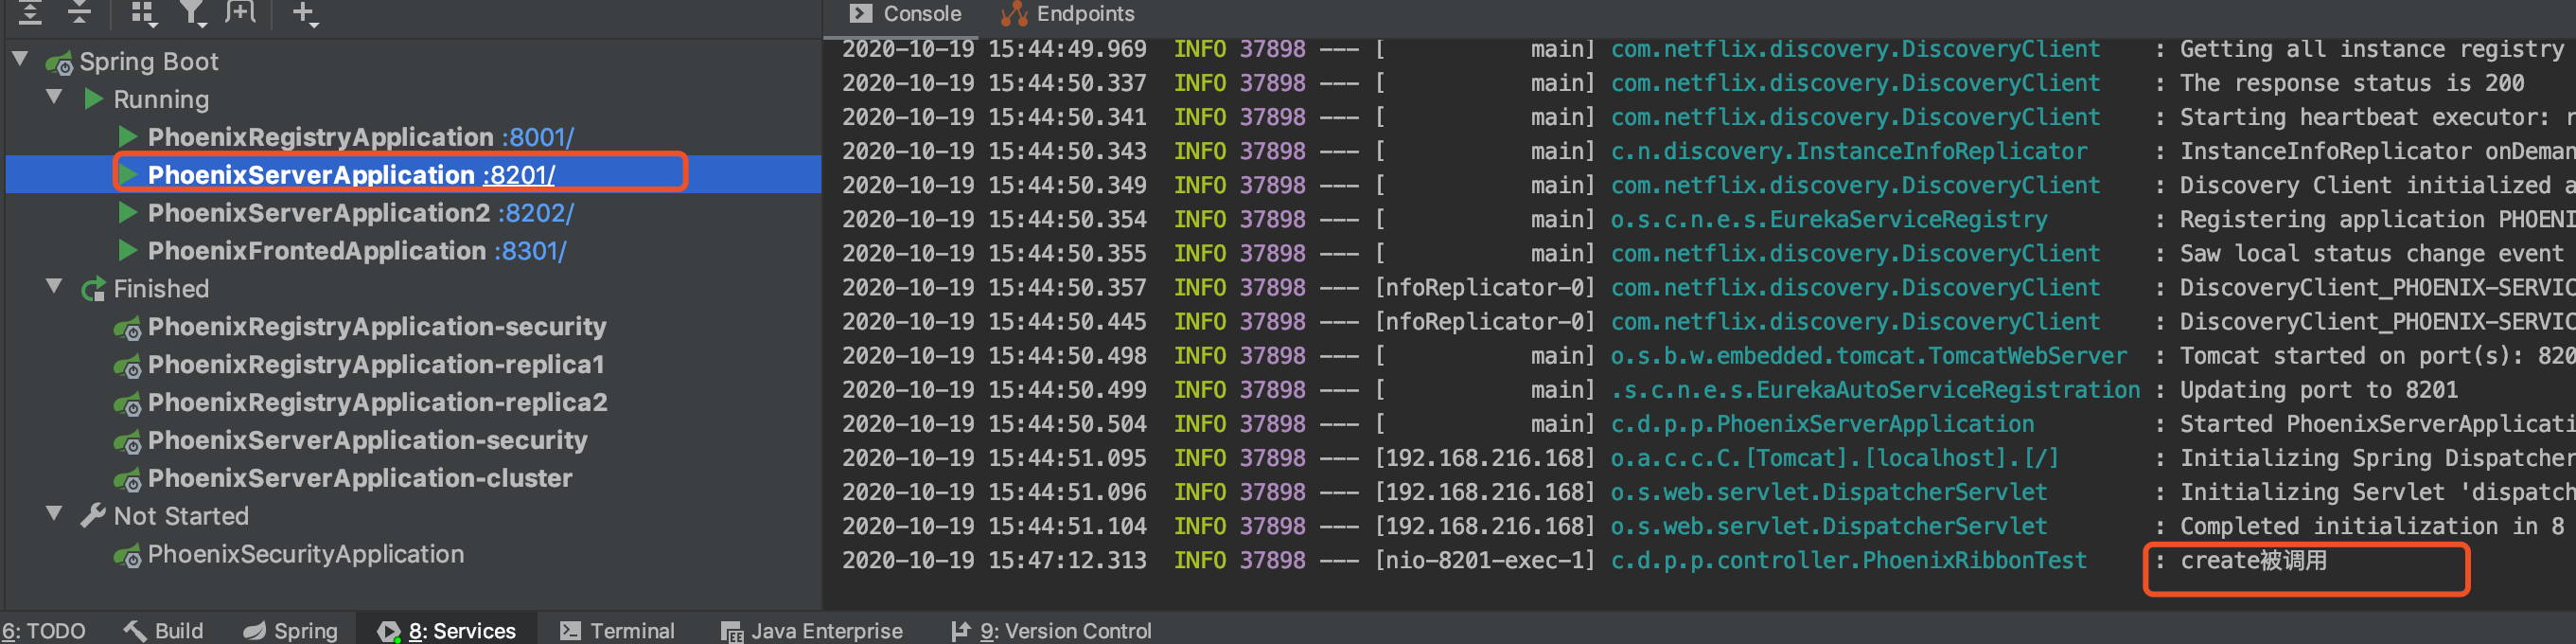 Spring Boot
Running
PhoenixRegistryApplication :8001/
PhoenixServerApplication :8201/
PhoenixServerApplication2 :8202/
PhoenixFrontedApplication :8301/
Finished
PhoenixRegistryApplication-security
PhoenixRegistryApplication-replica1
PhoenixRegistryApplication-replica2
PhoenixServerApplication-security
PhoenixServerApplication-cluster
Not Started
PhoenixSecurityApplication
Console Endpoints
2020-10-19 15:44:49.969 INFO 37898 --- [ main] com.netflix.discovery.DiscoveryClient : Getting all instance registry
2020-10-19 15:44:50.337 INFO 37898 --- [ main] com.netflix.discovery.DiscoveryClient : The response status is 200
2020-10-19 15:44:50.341 INFO 37898 --- [ main] com.netflix.discovery.DiscoveryClient : Starting heartbeat executor: r
2020-10-19 15:44:50.343 INFO 37898 --- [ main] c.n.discovery.InstanceInfoReplicator : InstanceInfoReplicator onDeman
2020-10-19 15:44:50.349 INFO 37898 --- [ main] com.netflix.discovery.DiscoveryClient : Discovery Client initialized a
2020-10-19 15:44:50.354 INFO 37898 --- [ main] o.s.c.n.e.s.EurekaServiceRegistry : Registering application PHOENI
2020-10-19 15:44:50.355 INFO 37898 --- [ main] com.netflix.discovery.DiscoveryClient : Saw local status change event
2020-10-19 15:44:50.357 INFO 37898 --- [nfoReplicator-0] com.netflix.discovery.DiscoveryClient : DiscoveryClient_PHOENIX-SERVIC
2020-10-19 15:44:50.445 INFO 37898 --- [nfoReplicator-0] com.netflix.discovery.DiscoveryClient : DiscoveryClient_PHOENIX-SERVIC
2020-10-19 15:44:50.498 INFO 37898 --- [ main] o.s.b.w.embedded.tomcat.TomcatWebServer : Tomcat started on port(s): 820
2020-10-19 15:44:50.499 INFO 37898 --- [ main] .s.c.n.e.s.EurekaAutoServiceRegistration : Updating port to 8201
2020-10-19 15:44:50.504 INFO 37898 --- [ main] c.d.p.p.PhoenixServerApplication : Started PhoenixServerApplicati
2020-10-19 15:44:51.095 INFO 37898 --- [192.168.216.168] o.a.c.c.C.[Tomcat].[localhost].[/] : Initializing Spring Dispatcher
2020-10-19 15:44:51.096 INFO 37898 --- [192.168.216.168] o.s.web.servlet.DispatcherServlet : Initializing Servlet 'dispatch
2020-10-19 15:44:51.104 INFO 37898 --- [192.168.216.168] o.s.web.servlet.DispatcherServlet : Completed initialization in 8
2020-10-19 15:47:12.313 INFO 37898 --- [nio-8201-exec-1] c.d.p.p.controller.PhoenixRibbonTest : create被调用
6: TODO Build Spring 8: Services Terminal Java Enterprise 9: Version Control